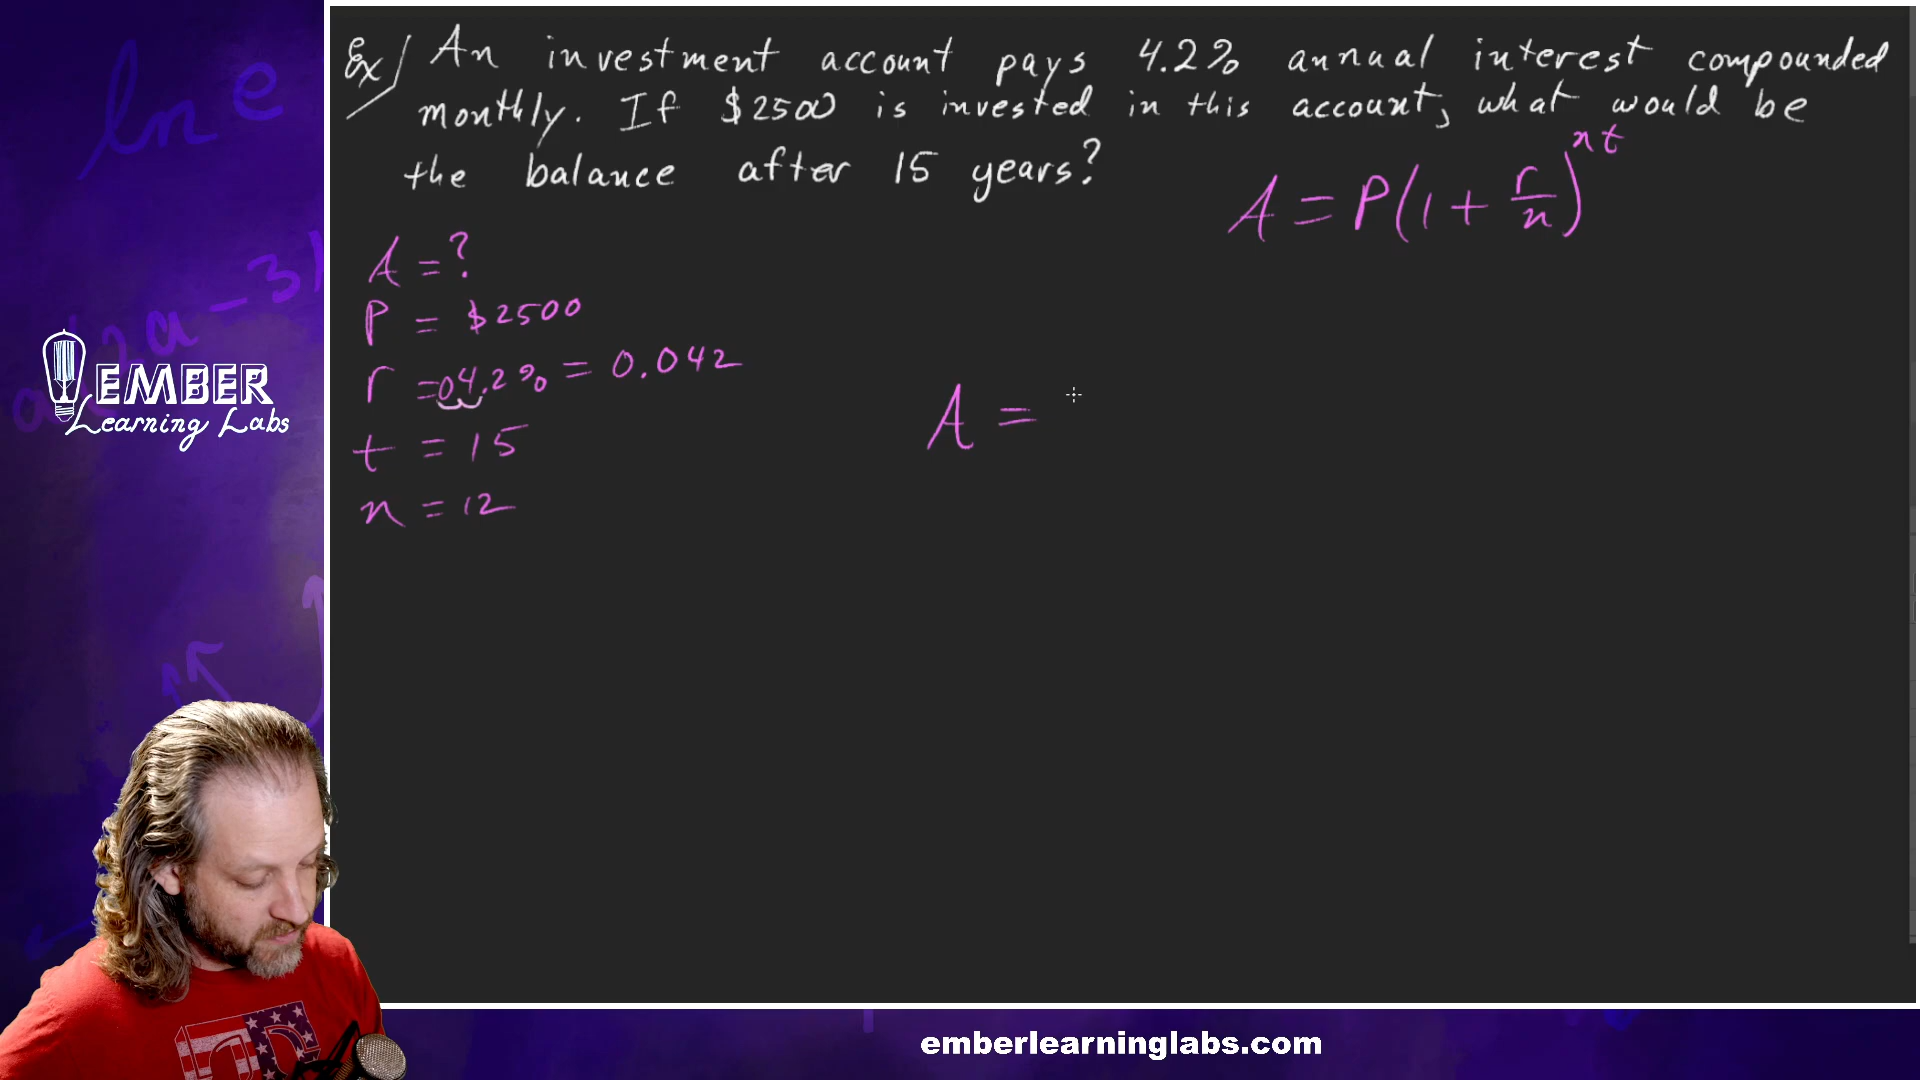 Ex/ An investment account pays 4.2% annual interest compounded
monthly. If $2500 is invested in this account, what would be
the balance after 15 years?
A = P(1 + r/n)^nt
A = ?
P = $2500
r = 04.2% = 0.042
t = 15
n = 12
A =
ln e
EMBER
Learning Labs
emberlearninglabs.com